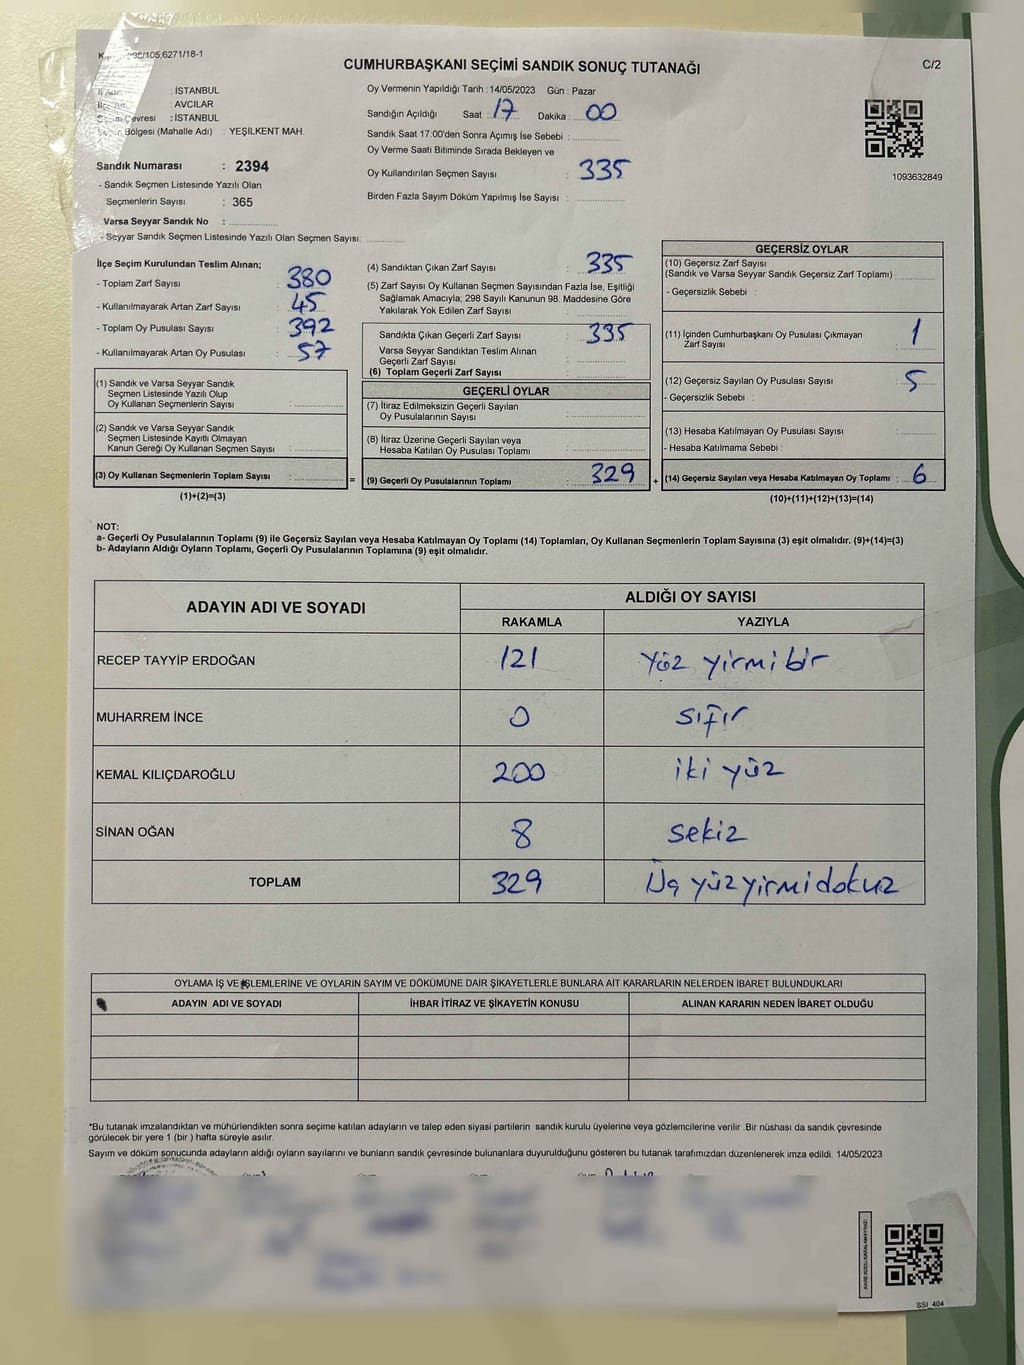 CUMHURBAŞKANI SEÇİMİ SANDIK SONUÇ TUTANAĞI
C/2
: İSTANBUL
: AVCILAR
: İSTANBUL
Bölgesi (Mahalle Adı) : YEŞİLKENT MAH.
Sandık Numarası : 2394
- Sandık Seçmen Listesinde Yazılı Olan
Seçmenlerin Sayısı : 365
Varsa Seyyar Sandık No :
- Seyyar Sandık Seçmen Listesinde Yazılı Olan Seçmen Sayısı:
Oy Vermenin Yapıldığı Tarih : 14/05/2023 Gün : Pazar
Sandığın Açıldığı Saat : 17 Dakika : 00
Sandık Saat 17:00'den Sonra Açımış İse Sebebi :
Oy Verme Saati Bitiminde Sırada Bekleyen ve
Oy Kullandırılan Seçmen Sayısı : 335
Birden Fazla Sayım Döküm Yapılmış İse Sayısı :
1093632849
İlçe Seçim Kurulundan Teslim Alınan;
- Toplam Zarf Sayısı : 380
- Kullanılmayarak Artan Zarf Sayısı : 45
- Toplam Oy Pusulası Sayısı : 392
- Kullanılmayarak Artan Oy Pusulası : 57
(1) Sandık ve Varsa Seyyar Sandık
Seçmen Listesinde Yazılı Olup
Oy Kullanan Seçmenlerin Sayısı :
(2) Sandık ve Varsa Seyyar Sandık
Seçmen Listesinde Kayıtlı Olmayan
Kanun Gereği Oy Kullanan Seçmen Sayısı :
(3) Oy Kullanan Seçmenlerin Toplam Sayısı :
(1)+(2)=(3)
(4) Sandıktan Çıkan Zarf Sayısı : 335
(5) Zarf Sayısı Oy Kullanan Seçmen Sayısından Fazla İse, Eşitliği
Sağlamak Amacıyla; 298 Sayılı Kanunun 98. Maddesine Göre
Yakılarak Yok Edilen Zarf Sayısı :
Sandıkta Çıkan Geçerli Zarf Sayısı : 335
Varsa Seyyar Sandıktan Teslim Alınan
Geçerli Zarf Sayısı :
(6) Toplam Geçerli Zarf Sayısı :
GEÇERLİ OYLAR
(7) İtiraz Edilmeksizin Geçerli Sayılan
Oy Pusulalarının Sayısı :
(8) İtiraz Üzerine Geçerli Sayılan veya
Hesaba Katılan Oy Pusulası Toplamı :
= (9) Geçerli Oy Pusulalarının Toplamı : 329 +
GEÇERSİZ OYLAR
(10) Geçersiz Zarf Sayısı
(Sandık ve Varsa Seyyar Sandık Geçersiz Zarf Toplamı) :
- Geçersizlik Sebebi :
(11) İçinden Cumhurbaşkanı Oy Pusulası Çıkmayan
Zarf Sayısı : 1
(12) Geçersiz Sayılan Oy Pusulası Sayısı : 5
- Geçersizlik Sebebi :
(13) Hesaba Katılmayan Oy Pusulası Sayısı :
- Hesaba Katılmama Sebebi :
(14) Geçersiz Sayılan veya Hesaba Katılmayan Oy Toplamı : 6
(10)+(11)+(12)+(13)=(14)
NOT:
a- Geçerli Oy Pusulalarının Toplamı (9) ile Geçersiz Sayılan veya Hesaba Katılmayan Oy Toplamı (14) Toplamları, Oy Kullanan Seçmenlerin Toplam Sayısına (3) eşit olmalıdır. (9)+(14)=(3)
b- Adayların Aldığı Oyların Toplamı, Geçerli Oy Pusulalarının Toplamına (9) eşit olmalıdır.
ADAYIN ADI VE SOYADI
ALDIĞI OY SAYISI
RAKAMLA YAZIYLA
RECEP TAYYİP ERDOĞAN 121 yüz yirmi bir
MUHARREM İNCE 0 sıfır
KEMAL KILIÇDAROĞLU 200 iki yüz
SİNAN OĞAN 8 sekiz
TOPLAM 329 Üç yüz yirmi dokuz
OYLAMA İŞ VE İŞLEMLERİNE VE OYLARIN SAYIM VE DÖKÜMÜNE DAİR ŞİKAYETLERLE BUNLARA AİT KARARLARIN NELERDEN İBARET BULUNDUKLARI
ADAYIN ADI VE SOYADI İHBAR İTİRAZ VE ŞİKAYETİN KONUSU ALINAN KARARIN NEDEN İBARET OLDUĞU
*Bu tutanak imzalandıktan ve mühürlendikten sonra seçime katılan adayların ve talep eden siyasi partilerin sandık kurulu üyelerine veya gözlemcilerine verilir .Bir nüshası da sandık çevresinde
görülecek bir yere 1 (bir ) hafta süreyle asılır.
Sayım ve döküm sonucunda adayların aldığı oyların sayılarını ve bunların sandık çevresinde bulunanlara duyurulduğunu gösteren bu tutanak tarafımızdan düzenlenerek imza edildi. 14/05/2023
SSI_404